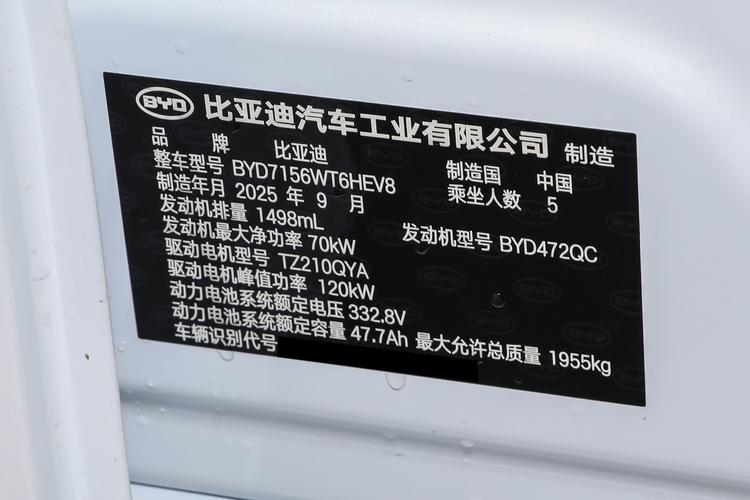 BYD 比亚迪汽车工业有限公司 制造
品 牌 比亚迪 制造国 中国
整车型号 BYD7156WT6HEV8 乘坐人数 5
制造年月 2025 年 9 月
发动机排量 1498mL 发动机型号 BYD472QC
发动机最大净功率 70kW
驱动电机型号 TZ210QYA
驱动电机峰值功率 120kW
动力电池系统额定电压 332.8V
动力电池系统额定容量 47.7Ah 最大允许总质量 1955kg
车辆识别代号